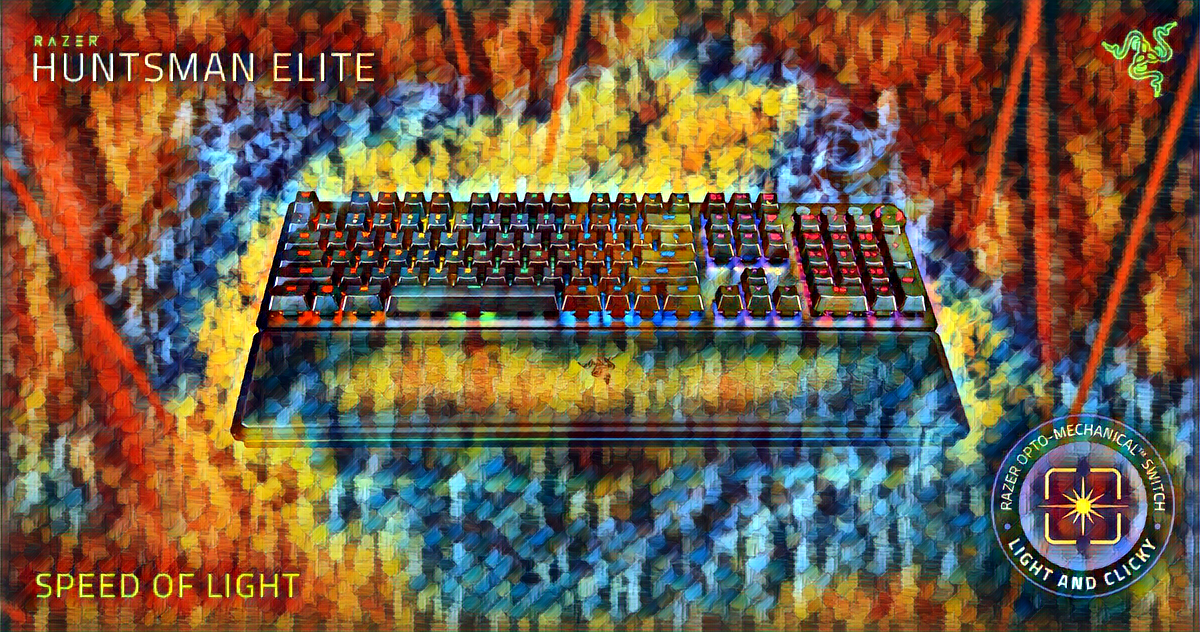 RAZER
HUNTSMAN ELITE
RAZER OPTO-MECHANICAL™ SWITCH
LIGHT AND CLICKY
SPEED OF LIGHT